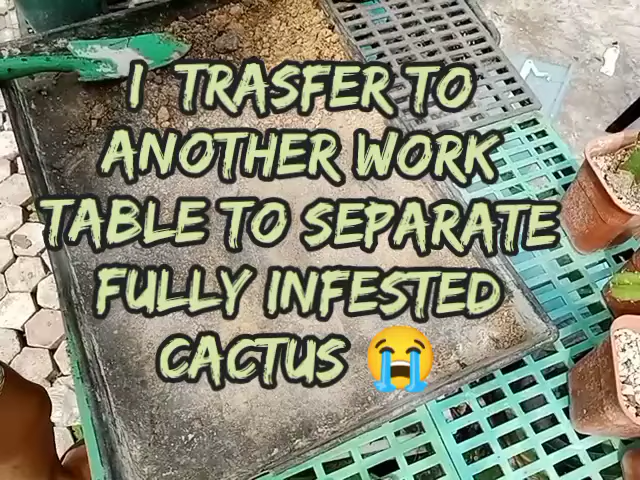 I TRASFER TO
ANOTHER WORK
TABLE TO SEPARATE
FULLY INFESTED
CACTUS 😭